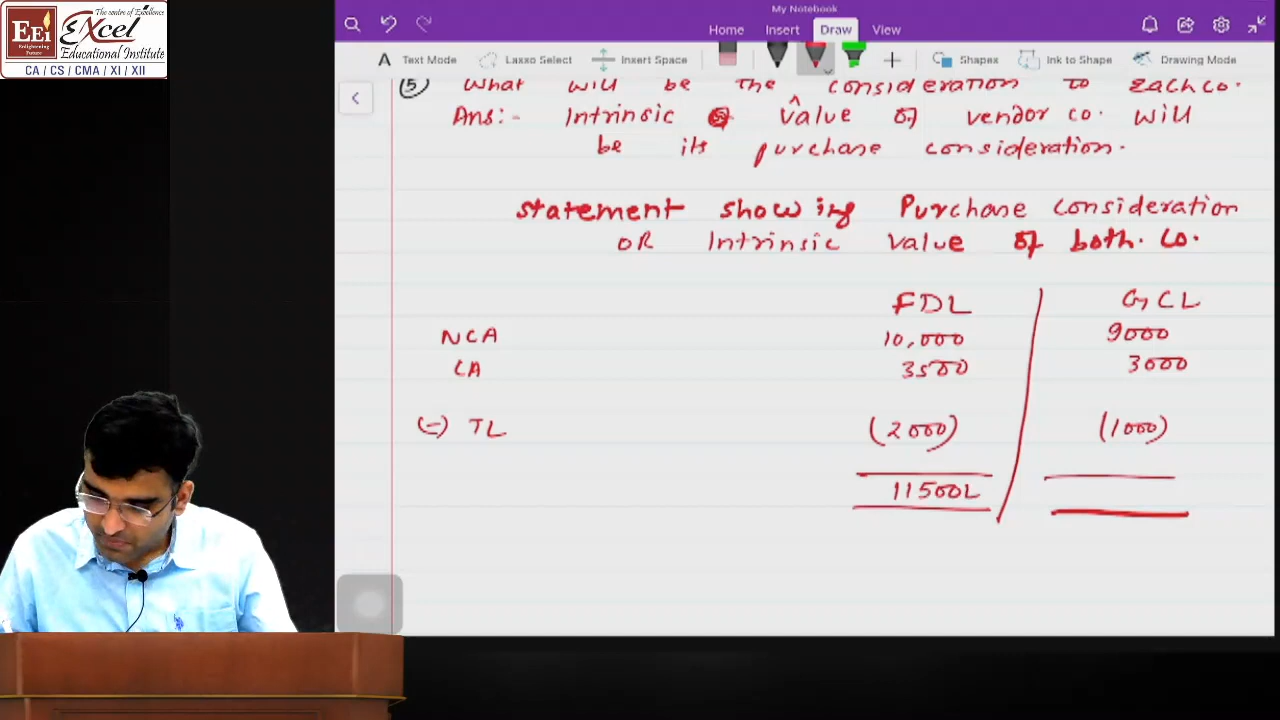 The centre of Excellence
EEi
Enlightening Future
Excel
Educational Institute
CA / CS / CMA / XI / XII
My Notebook
Home Insert Draw View
Text Mode Lasso Select Insert Space Shapes Ink to Shape Drawing Mode
(5) What will be the consideration to each co.
Ans:- Intrinsic value of vendor co. will
be its purchase consideration.
Statement showing Purchase consideration
OR Intrinsic value of both. Co.
FDL GCL
NCA 10,000 9000
CA 3500 3000
(-) TL (2000) (1000)
11500L